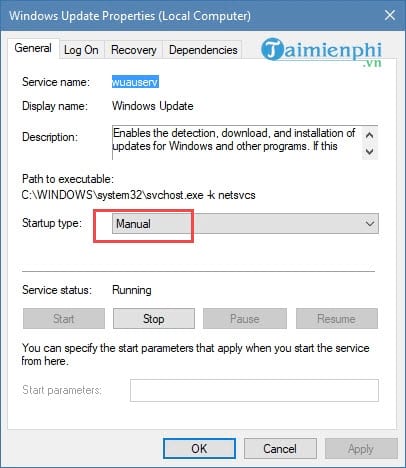 Windows Update Properties (Local Computer)
General Log On Recovery Dependencies
Taimienphi
.vn
Service name: wuauserv
Display name: Windows Update
Description: Enables the detection, download, and installation of
updates for Windows and other programs. If this
Path to executable:
C:\WINDOWS\system32\svchost.exe -k netsvcs
Startup type: Manual
Service status: Running
Start Stop Pause Resume
You can specify the start parameters that apply when you start the service
from here.
Start parameters:
OK Cancel Apply